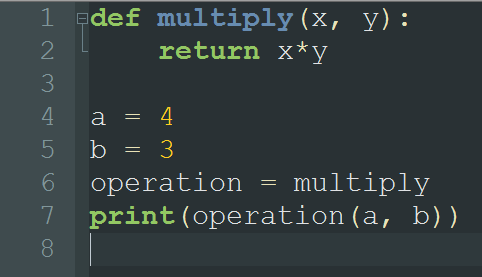 1 def multiply(x, y):
2     return x*y
3
4 a = 4
5 b = 3
6 operation = multiply
7 print(operation(a, b))
8